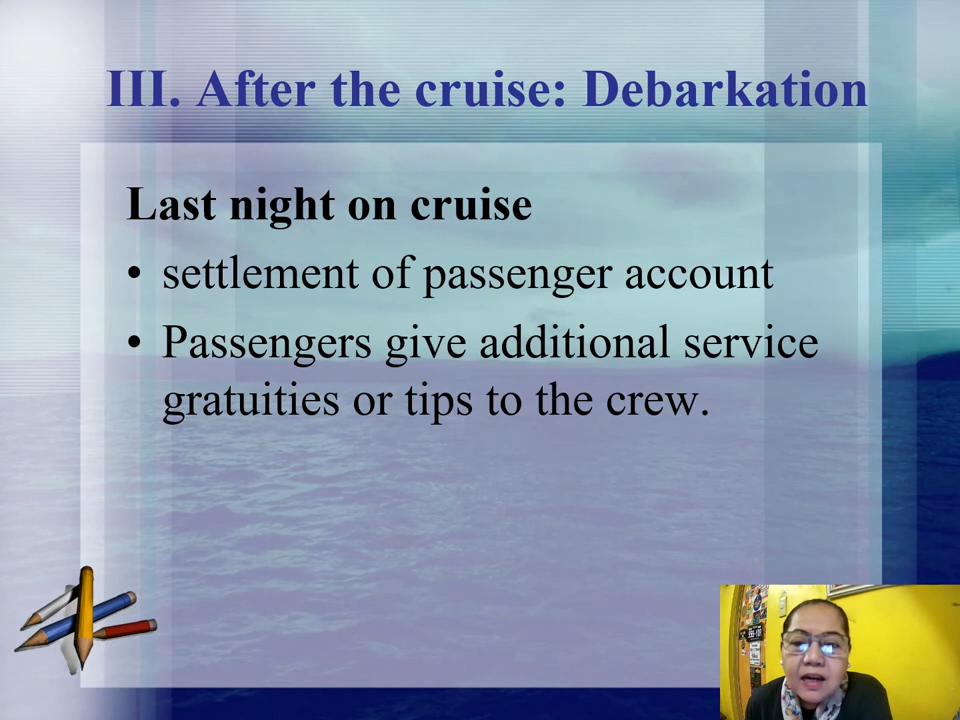 III. After the cruise: Debarkation
Last night on cruise
• settlement of passenger account
• Passengers give additional service
gratuities or tips to the crew.